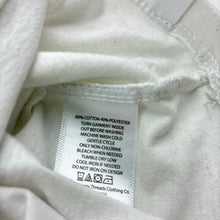 60% COTTON 40% POLYESTER
TURN GARMENT INSIDE
OUT BEFORE WASHING
MACHINE WASH COLD
GENTLE CYCLE
ONLY NON-CHLORINE
BLEACH WHEN NEEDED
TUMBLE DRY LOW
COOL IRON IF NEEDED
DO NOT IRON ON DESIGN
Threads Clothing Co.